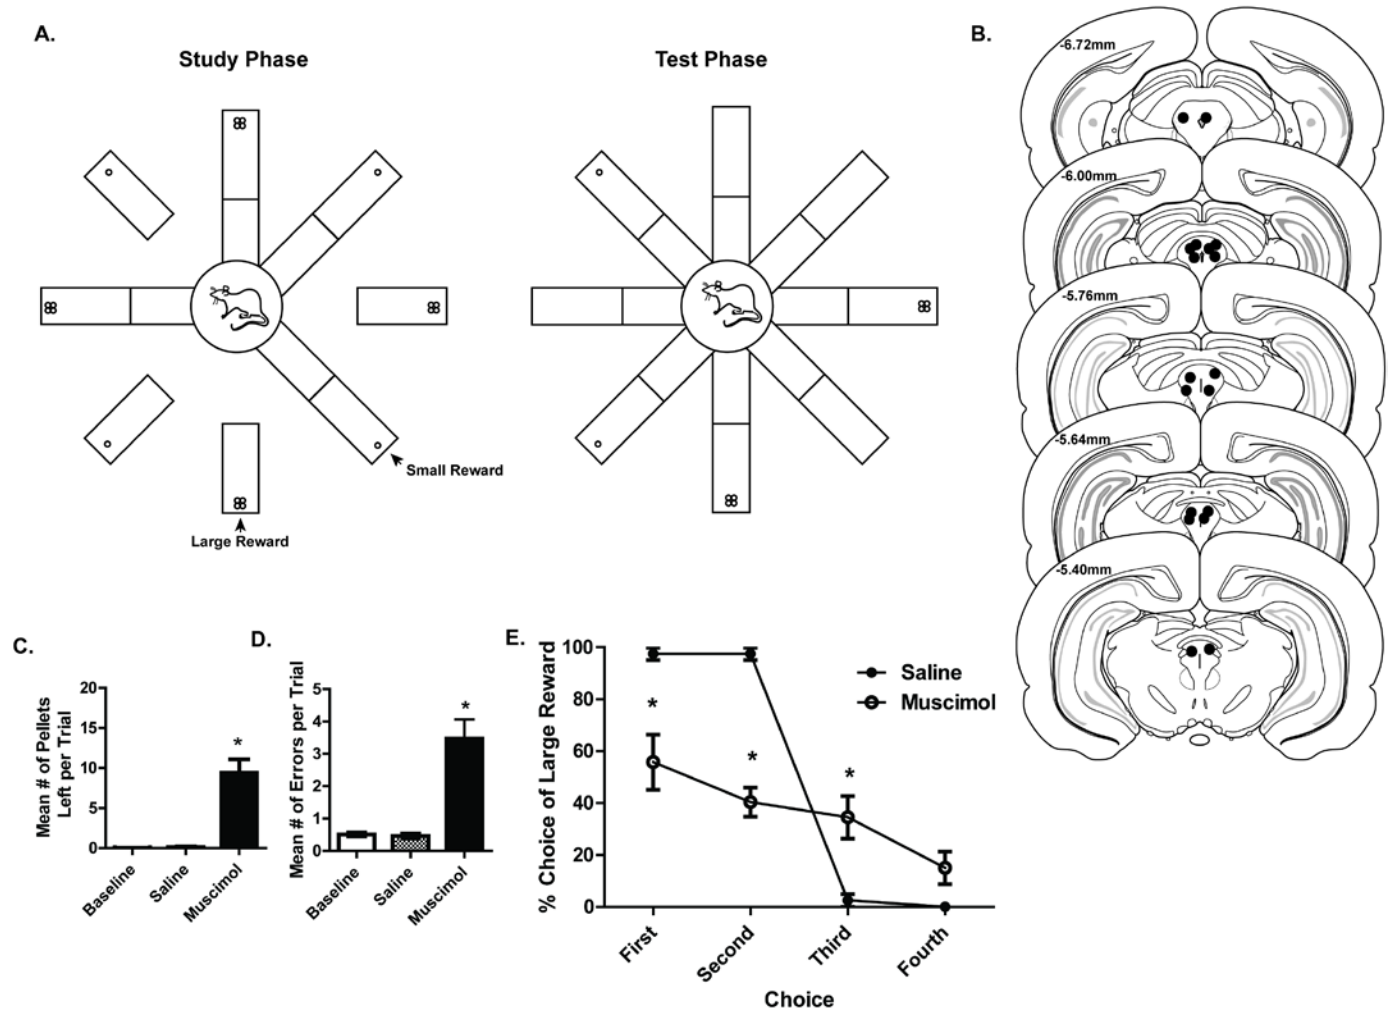 A.
Study Phase
Test Phase
Small Reward
Large Reward
B.
-6.72mm
-6.00mm
-5.76mm
-5.64mm
-5.40mm
C.
Mean # of Pellets
Left per Trial
20
15
10
5
0
*
Baseline
Saline
Muscimol
D.
Mean # of Errors per Trial
5
4
3
2
1
0
*
Baseline
Saline
Muscimol
E.
% Choice of Large Reward
100
80
60
40
20
0
*
*
*
Saline
Muscimol
First
Second
Third
Fourth
Choice